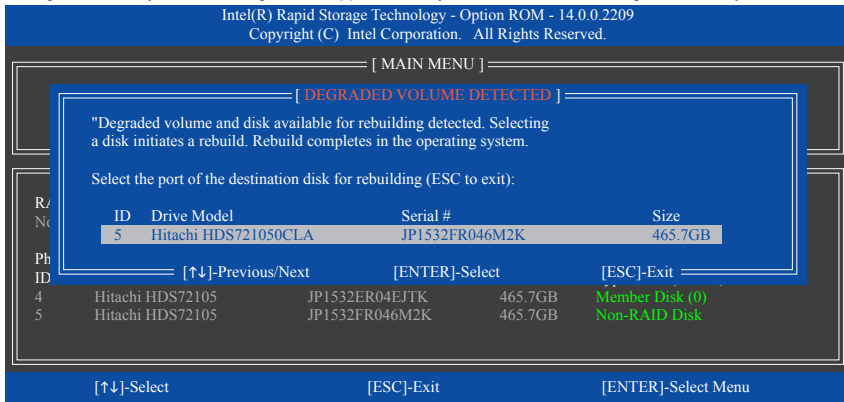 Intel(R) Rapid Storage Technology - Option ROM - 14.0.0.2209
Copyright (C) Intel Corporation. All Rights Reserved.
[ MAIN MENU ]
[ DEGRADED VOLUME DETECTED ]
"Degraded volume and disk available for rebuilding detected. Selecting
a disk initiates a rebuild. Rebuild completes in the operating system.
Select the port of the destination disk for rebuilding (ESC to exit):
ID Drive Model Serial # Size
5 Hitachi HDS721050CLA JP1532FR046M2K 465.7GB
[↑↓]-Previous/Next [ENTER]-Select [ESC]-Exit
ID
4 Hitachi HDS72105 JP1532ER04EJTK 465.7GB Member Disk (0)
5 Hitachi HDS72105 JP1532FR046M2K 465.7GB Non-RAID Disk
[↑↓]-Select [ESC]-Exit [ENTER]-Select Menu